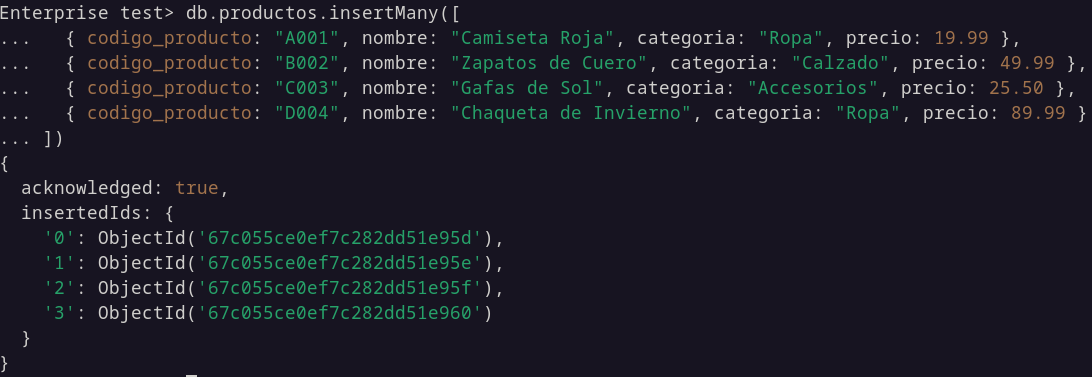 Enterprise test> db.productos.insertMany([
...   { codigo_producto: "A001", nombre: "Camiseta Roja", categoria: "Ropa", precio: 19.99 },
...   { codigo_producto: "B002", nombre: "Zapatos de Cuero", categoria: "Calzado", precio: 49.99 },
...   { codigo_producto: "C003", nombre: "Gafas de Sol", categoria: "Accesorios", precio: 25.50 },
...   { codigo_producto: "D004", nombre: "Chaqueta de Invierno", categoria: "Ropa", precio: 89.99 }
... ])
{
  acknowledged: true,
  insertedIds: {
    '0': ObjectId('67c055ce0ef7c282dd51e95d'),
    '1': ObjectId('67c055ce0ef7c282dd51e95e'),
    '2': ObjectId('67c055ce0ef7c282dd51e95f'),
    '3': ObjectId('67c055ce0ef7c282dd51e960')
  }
}